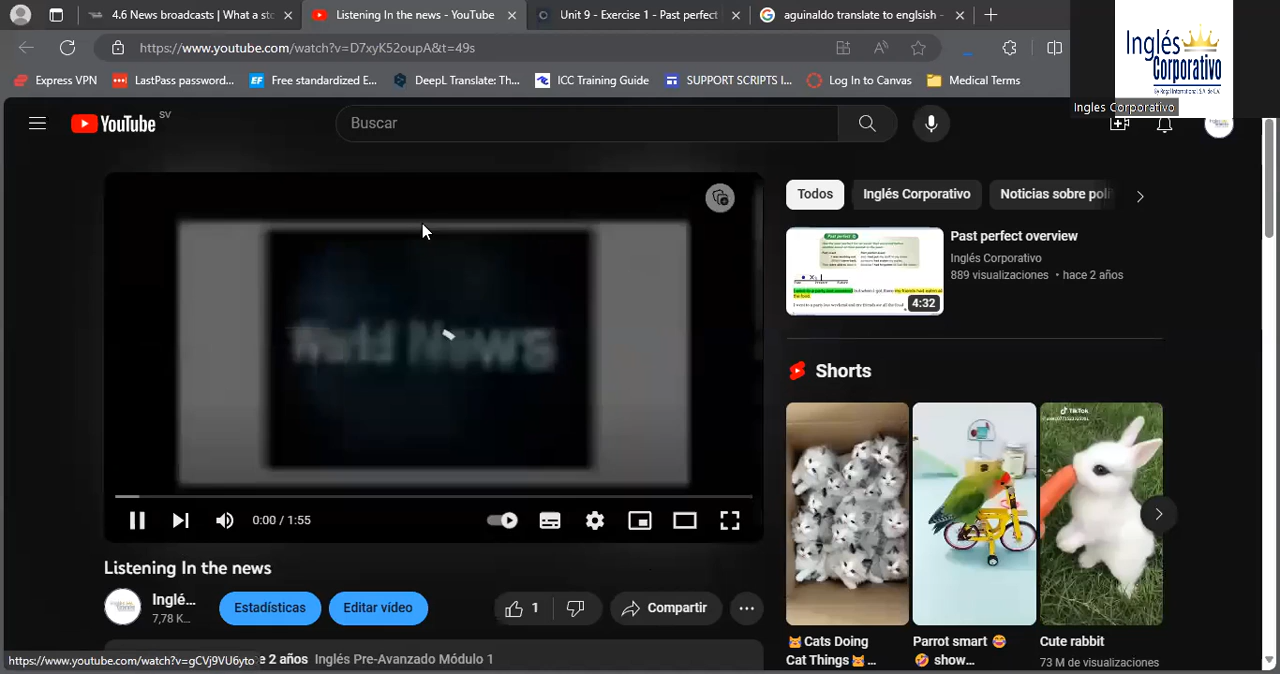 4.6 News broadcasts | What a sto
Listening In the news - YouTube
Unit 9 - Exercise 1 - Past perfect
aguinaldo translate to englsish -
https://www.youtube.com/watch?v=D7xyK52oupA&t=49s
Express VPN
LastPass password...
Free standardized E...
DeepL Translate: Th...
ICC Training Guide
SUPPORT SCRIPTS I...
Log In to Canvas
Medical Terms
Inglés
Corporativo
Ingles Corporativo
YouTube SV
Buscar
Todos
Inglés Corporativo
Noticias sobre polí
World News
Past perfect overview
Inglés Corporativo
889 visualizaciones • hace 2 años
4:32
Shorts
0:00 / 1:55
Listening In the news
Inglé...
7,78 K...
Estadísticas
Editar video
1
Compartir
TikTok
Cats Doing
Cat Things
...
Parrot smart
show...
Cute rabbit
73 M de visualizaciones
https://www.youtube.com/watch?v=gCVj9VU6yto
e 2 años Inglés Pre-Avanzado Módulo 1